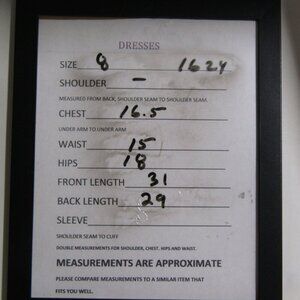 DRESSES
SIZE 8 1624
SHOULDER –
MEASURED FROM BACK, SHOULDER SEAM TO SHOULDER SEAM.
CHEST 16.5
UNDER ARM TO UNDER ARM
WAIST 15
HIPS 18
FRONT LENGTH 31
BACK LENGTH 29
SLEEVE
SHOULDER SEAM TO CUFF
DOUBLE MEASUREMENTS FOR SHOULDER, CHEST, HIPS AND WAIST.
MEASUREMENTS ARE APPROXIMATE
PLEASE COMPARE MEASUREMENTS TO A SIMILAR ITEM THAT
FITS YOU WELL.